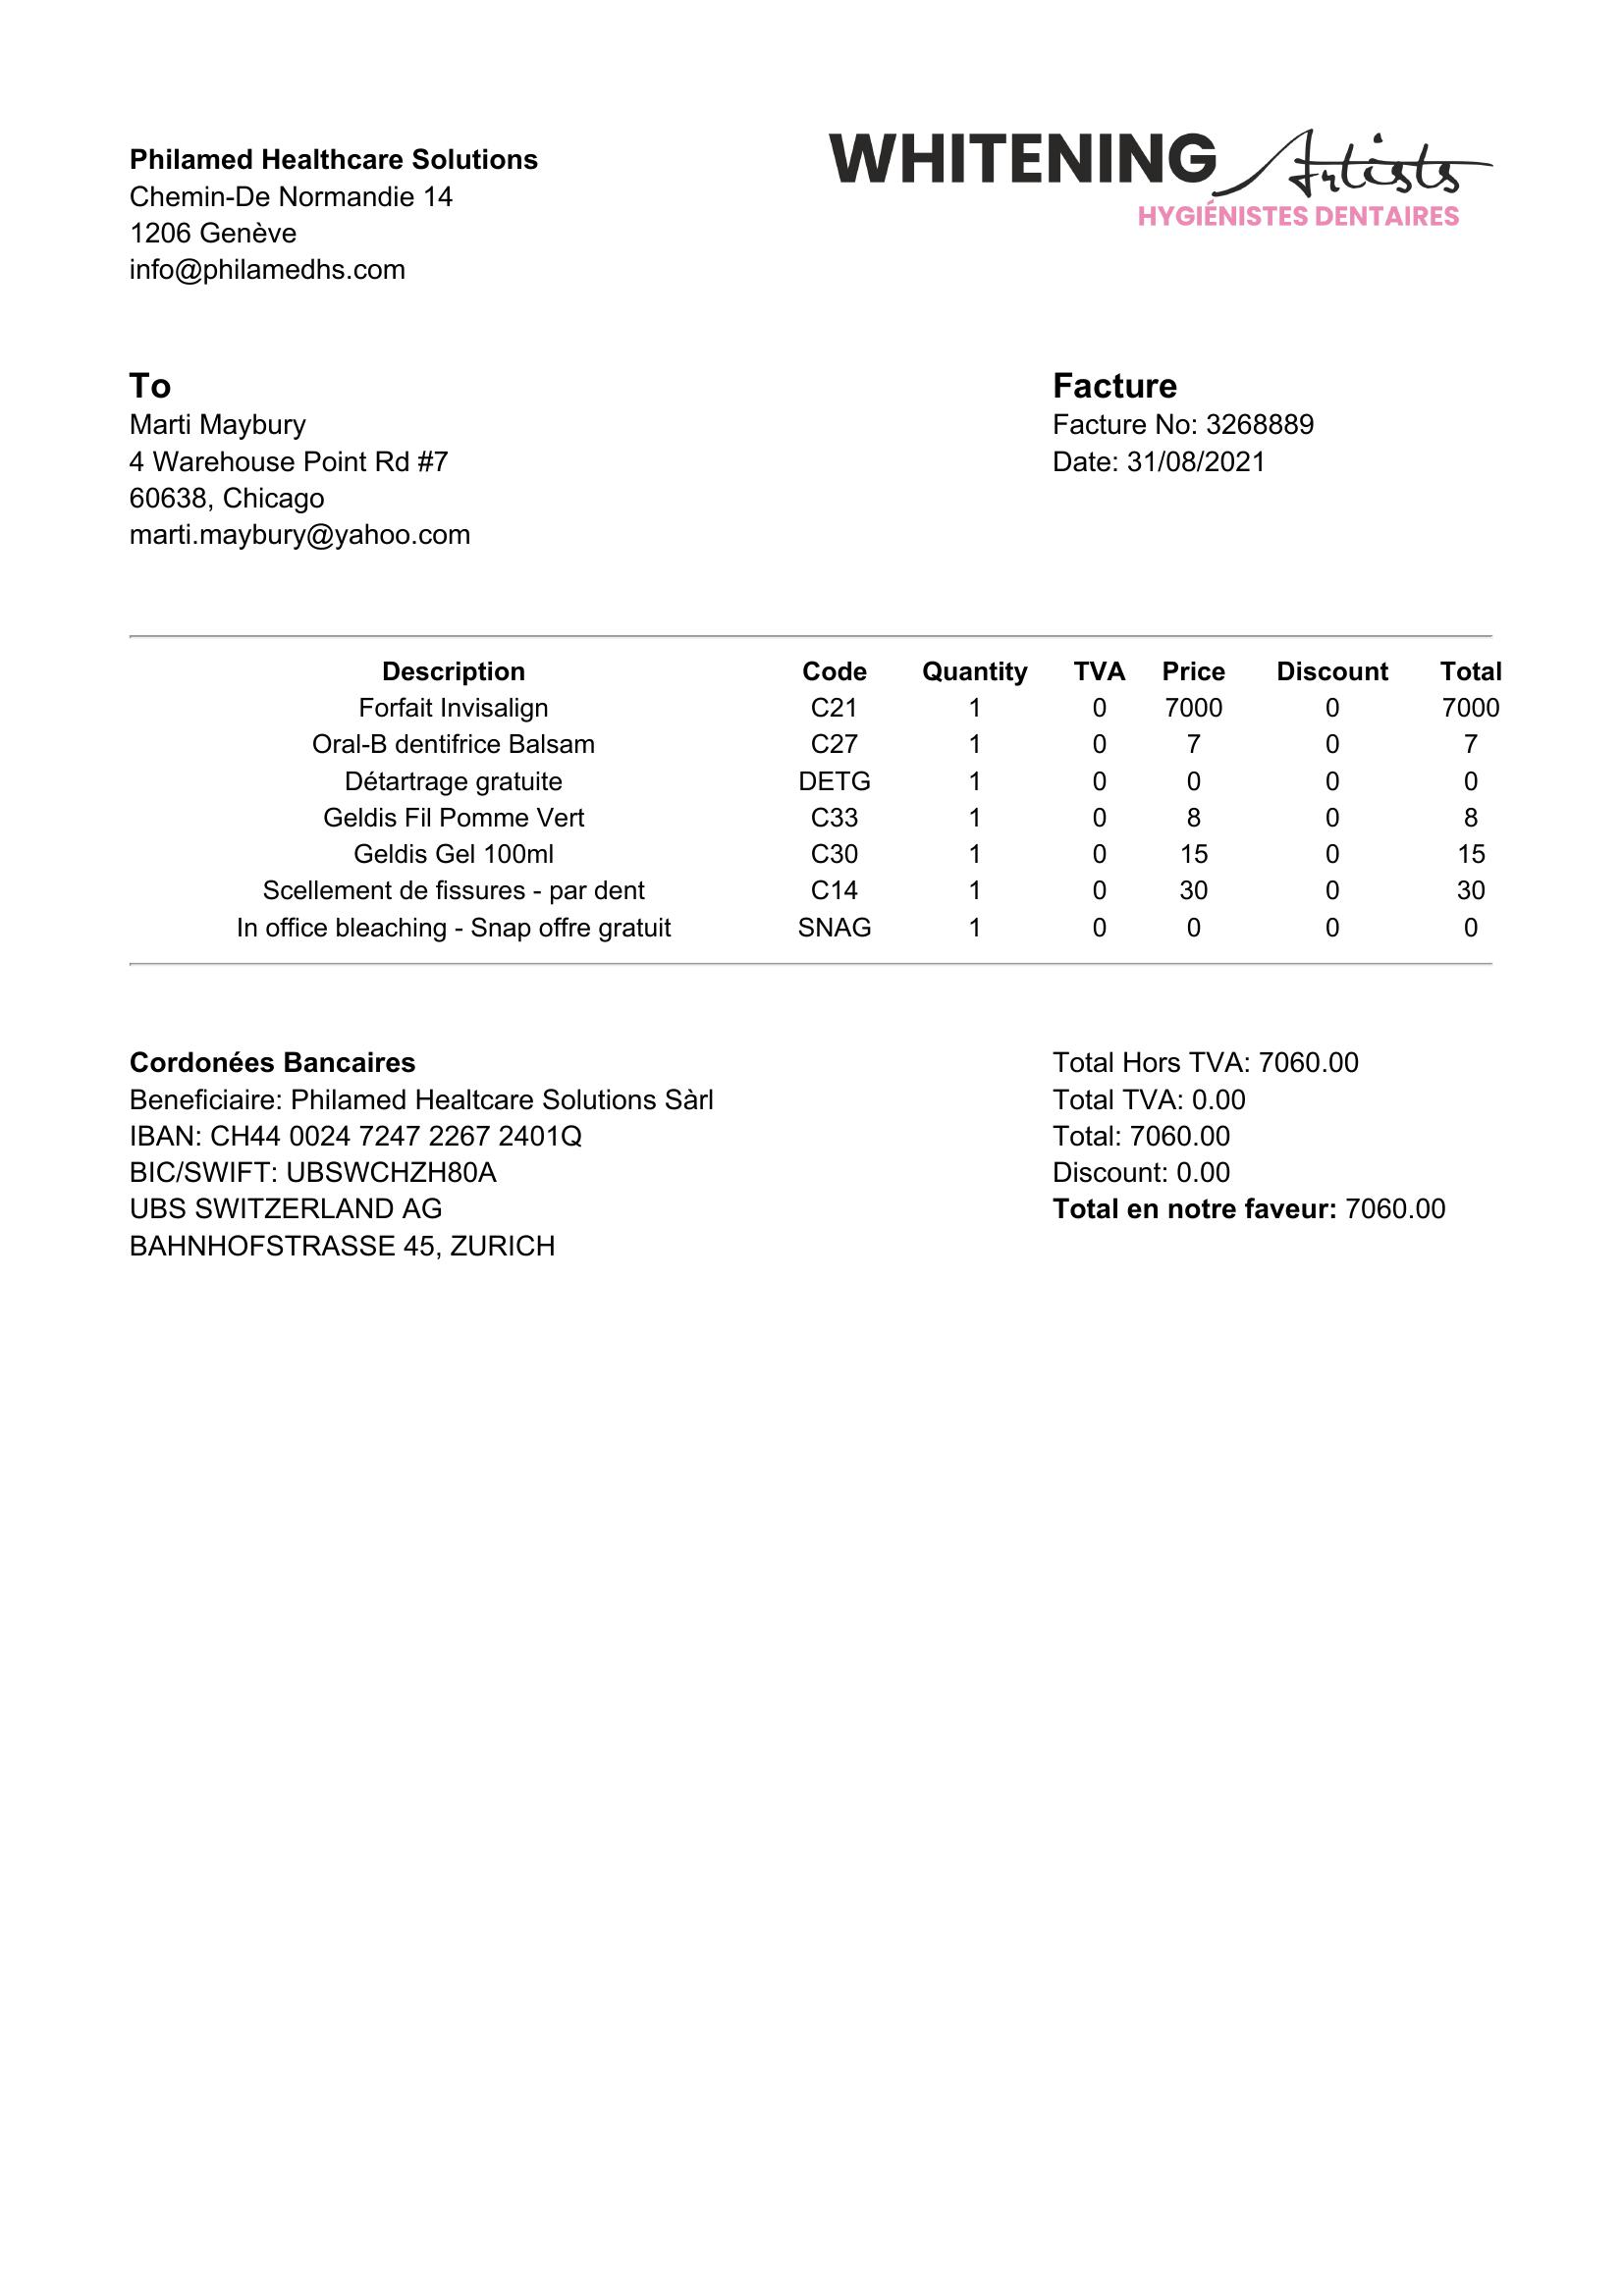 Philamed Healthcare Solutions
Chemin-De Normandie 14
1206 Genève
info@philamedhs.com
WHITENING Artists
HYGIÉNISTES DENTAIRES
To
Marti Maybury
4 Warehouse Point Rd #7
60638, Chicago
marti.maybury@yahoo.com
Facture
Facture No: 3268889
Date: 31/08/2021
Description Code Quantity TVA Price Discount Total
Forfait Invisalign C21 1 0 7000 0 7000
Oral-B dentifrice Balsam C27 1 0 7 0 7
Détartrage gratuite DETG 1 0 0 0 0
Geldis Fil Pomme Vert C33 1 0 8 0 8
Geldis Gel 100ml C30 1 0 15 0 15
Scellement de fissures - par dent C14 1 0 30 0 30
In office bleaching - Snap offre gratuit SNAG 1 0 0 0 0
Cordonées Bancaires
Beneficiaire: Philamed Healtcare Solutions Sàrl
IBAN: CH44 0024 7247 2267 2401Q
BIC/SWIFT: UBSWCHZH80A
UBS SWITZERLAND AG
BAHNHOFSTRASSE 45, ZURICH
Total Hors TVA: 7060.00
Total TVA: 0.00
Total: 7060.00
Discount: 0.00
Total en notre faveur: 7060.00